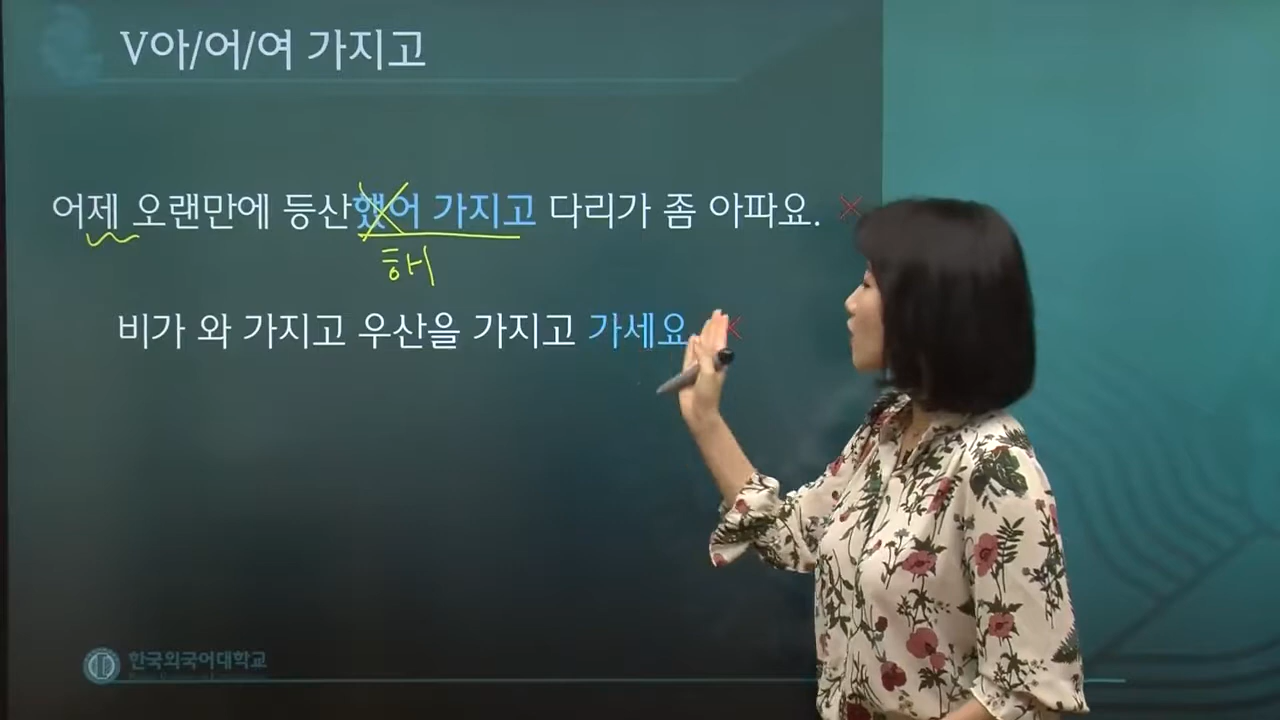 V아/어/여 가지고
어제 오랜만에 등산했어 가지고 다리가 좀 아파요. ×
해
비가 와 가지고 우산을 가지고 가세요. ×
한국외국어대학교